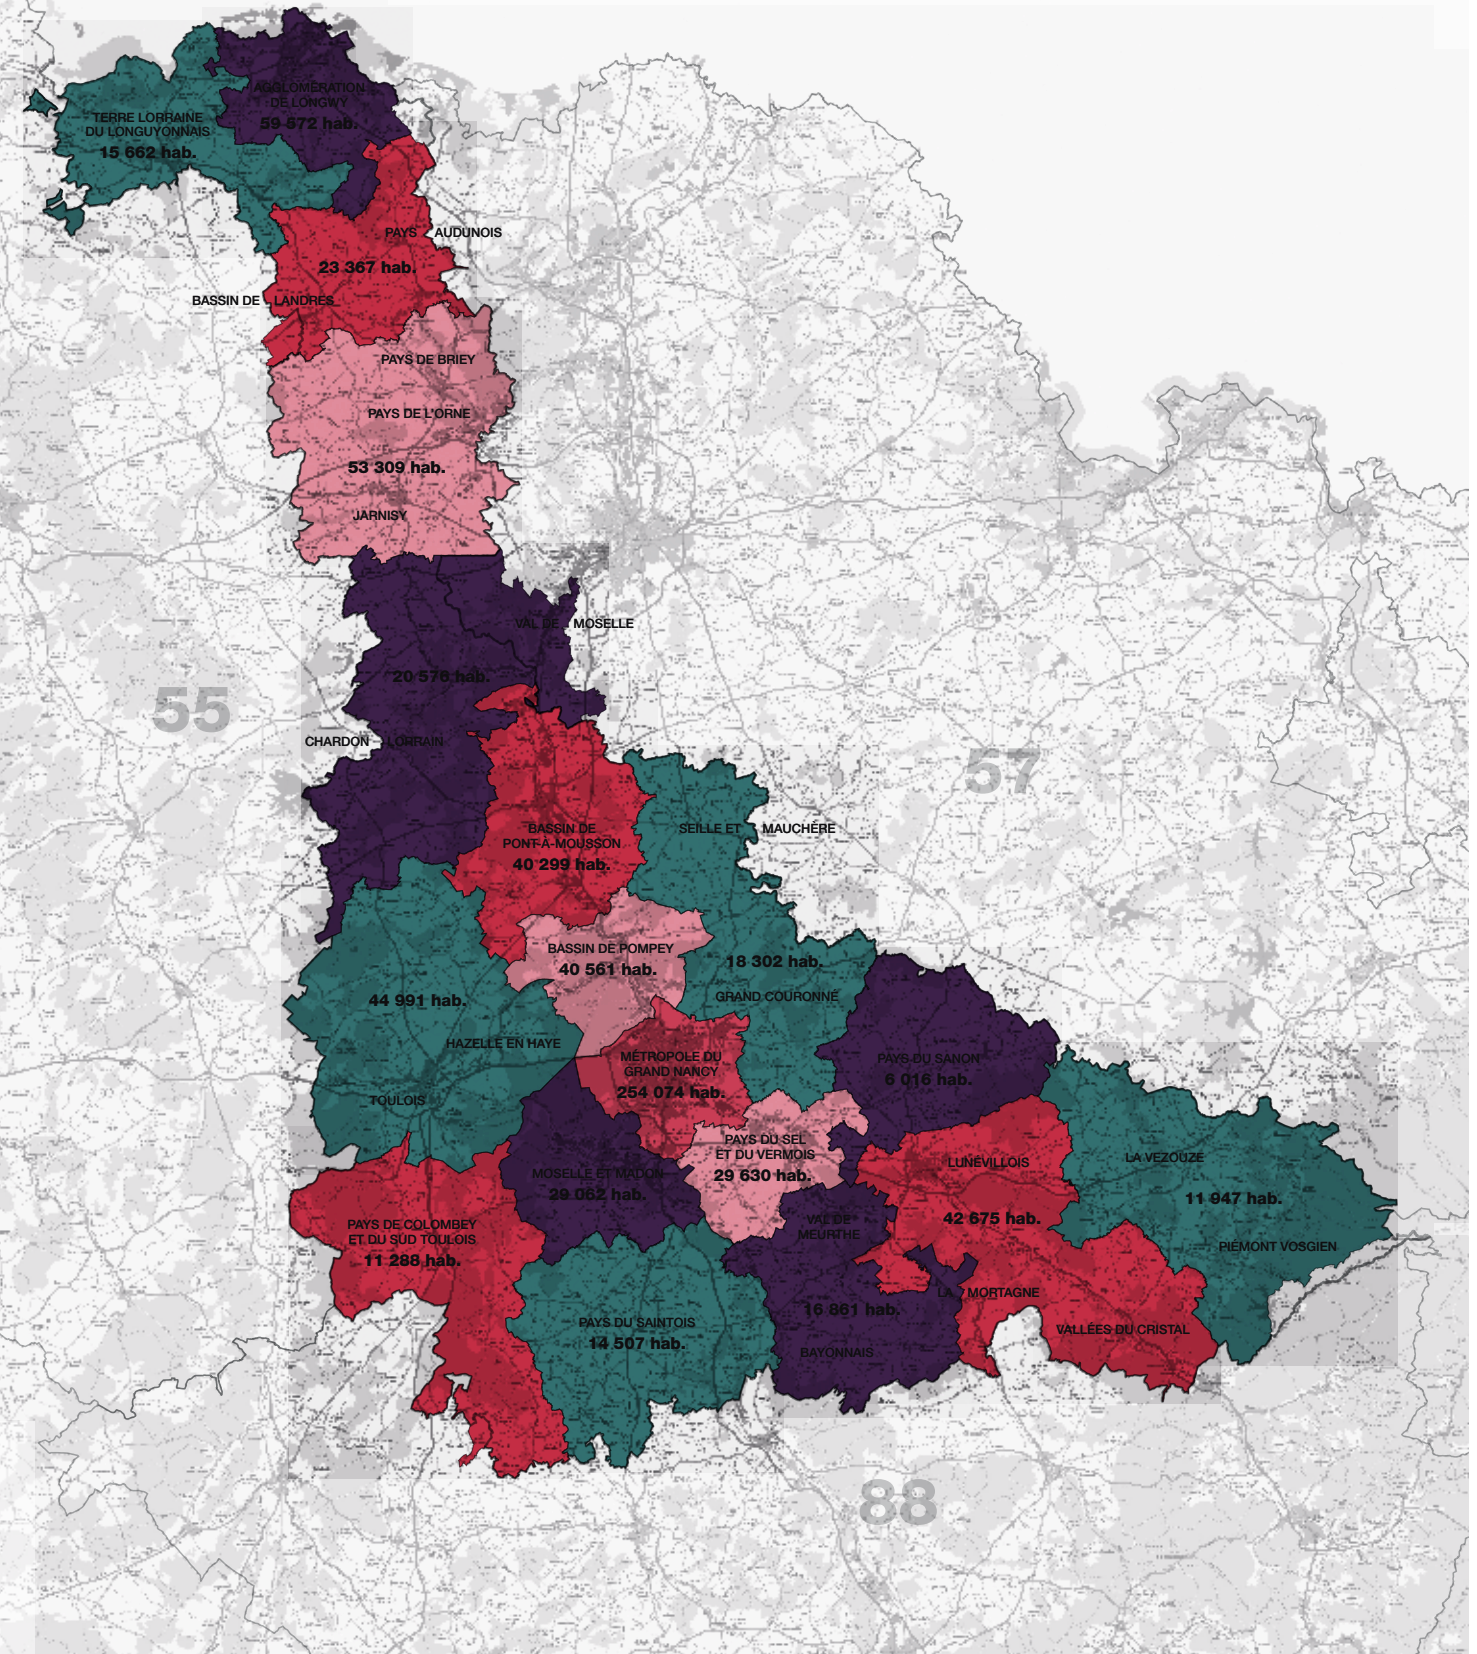 AGGLOMÉRATION
DE LONGWY
59 572 hab.
TERRE LORRAINE
DU LONGUYONNAIS
15 662 hab.
PAYS AUDUNOIS
23 367 hab.
BASSIN DE LANDRES
PAYS DE BRIEY
PAYS DE L'ORNE
53 309 hab.
JARNISY
VAL DE MOSELLE
20 576 hab.
55
CHARDON LORRAIN
57
BASSIN DE
PONT-À-MOUSSON
40 299 hab.
SEILLE ET MAUCHÈRE
BASSIN DE POMPEY
40 561 hab.
18 302 hab.
GRAND COURONNÉ
44 991 hab.
HAZELLE EN HAYE
TOULOIS
MÉTROPOLE DU
GRAND NANCY
254 074 hab.
PAYS DU SANON
6 016 hab.
PAYS DU SEL
ET DU VERMOIS
29 630 hab.
MOSELLE ET MADON
29 062 hab.
LUNÉVILLOIS
42 675 hab.
LA VEZOUZE
11 947 hab.
PIÉMONT VOSGIEN
PAYS DE COLOMBEY
ET DU SUD TOULOIS
11 288 hab.
VAL DE
MEURTHE
LA MORTAGNE
16 861 hab.
BAYONNAIS
VALLÉES DU CRISTAL
PAYS DU SAINTOIS
14 507 hab.
88